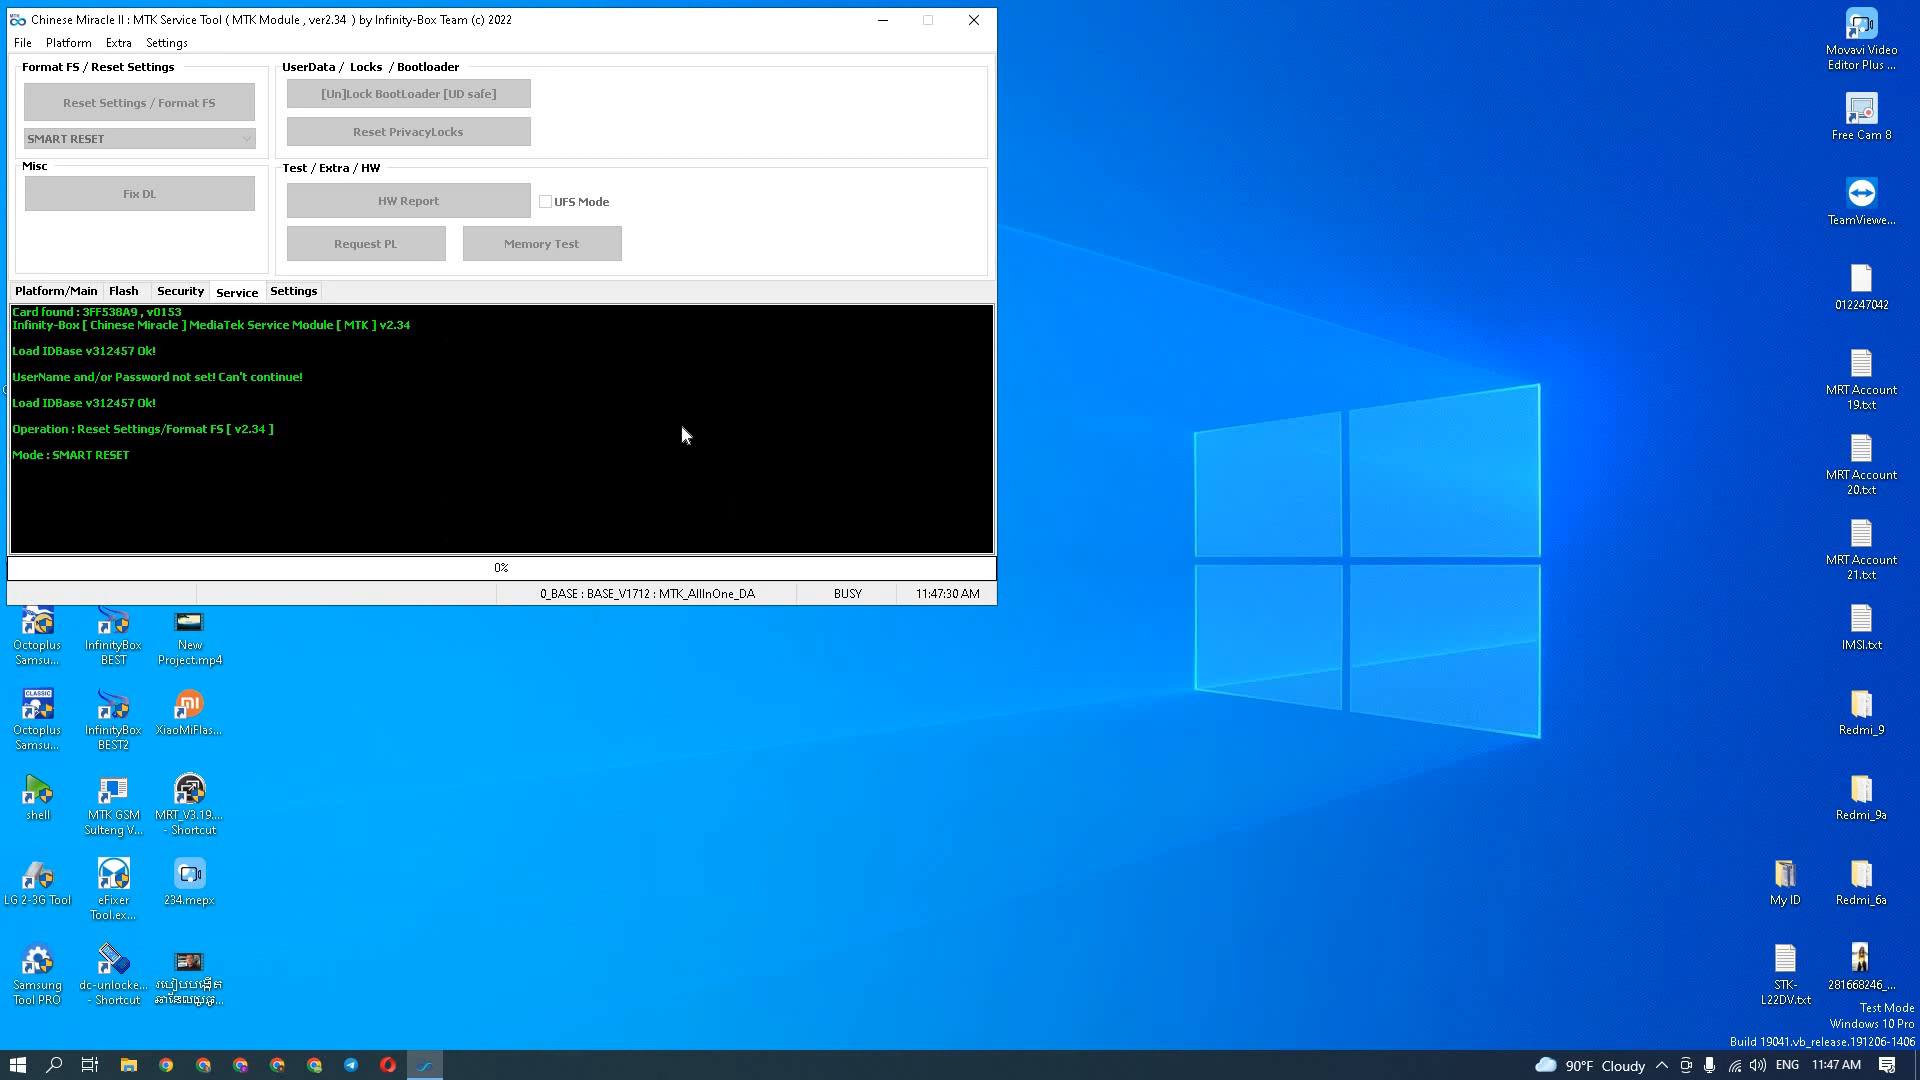 Chinese Miracle II : MTK Service Tool ( MTK Module , ver2.34 ) by Infinity-Box Team (c) 2022
File Platform Extra Settings
Format FS / Reset Settings
Reset Settings / Format FS
SMART RESET
Misc
Fix DL
UserData / Locks / Bootloader
[Un]Lock BootLoader [UD safe]
Reset PrivacyLocks
Test / Extra / HW
HW Report
UFS Mode
Request PL
Memory Test
Platform/Main Flash Security Service Settings
Card found : 3FF538A9 , v0153
Infinity-Box [ Chinese Miracle ] MediaTek Service Module [ MTK ] v2.34
Load IDBase v312457 Ok!
UserName and/or Password not set! Can't continue!
Load IDBase v312457 Ok!
Operation : Reset Settings/Format FS [ v2.34 ]
Mode : SMART RESET
0%
0_BASE : BASE_V1712 : MTK_AllInOne_DA
BUSY
11:47:30 AM
Octoplus
Samsu...
InfinityBox
BEST
New
Project.mp4
Octoplus
Samsu...
InfinityBox
BEST2
XiaoMiFlas...
shell
MTK GSM
Sulteng V...
MRT_V3.19....
- Shortcut
LG 2-3G Tool
eFixer
Tool.ex...
234.mepx
Samsung
Tool PRO
dc-unlocke...
- Shortcut
របៀបបង្កើត
Movavi Video
Editor Plus ...
Free Cam 8
TeamViewe...
012247042
MRT Account
19.txt
MRT Account
20.txt
MRT Account
21.txt
IMSI.txt
Redmi_9
Redmi_9a
My ID
Redmi_6a
STK-
L22DV.txt
281668246_...
Test Mode
Windows 10 Pro
Build 19041.vb_release.191206-1406
90°F Cloudy
ENG
11:47 AM